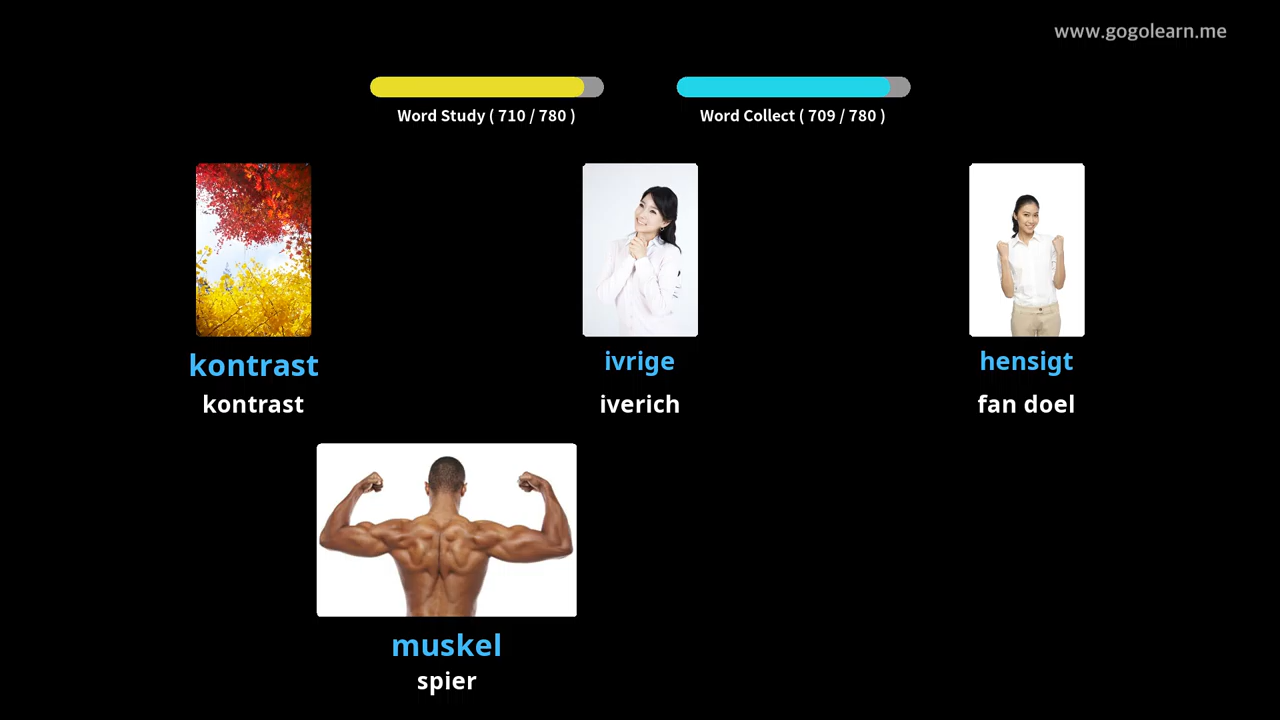 www.gogolearn.me
Word Study ( 710 / 780 )
Word Collect ( 709 / 780 )
kontrast
kontrast
ivrige
iverich
hensigt
fan doel
muskel
spier